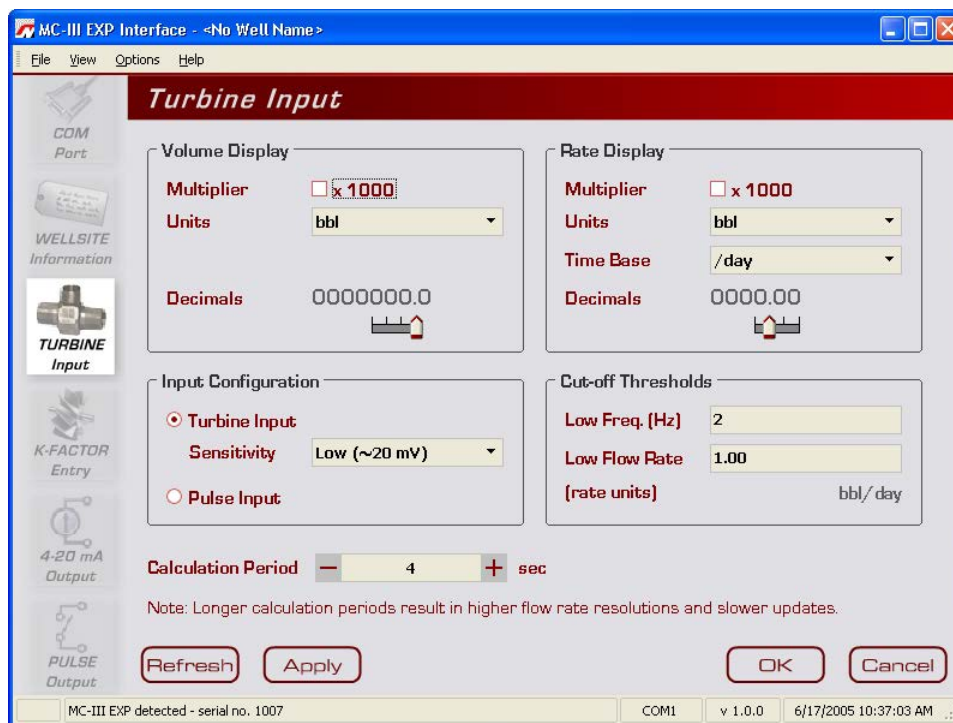 MC-III EXP Interface - <No Well Name>
File View Options Help
COM
Port
WELLSITE
Information
TURBINE
Input
K-FACTOR
Entry
4-20 mA
Output
PULSE
Output
Turbine Input
Volume Display
Multiplier x 1000
Units bbl
Decimals 0000000.0
Rate Display
Multiplier x 1000
Units bbl
Time Base /day
Decimals 0000.00
Input Configuration
Turbine Input
Sensitivity Low (~20 mV)
Pulse Input
Cut-off Thresholds
Low Freq. (Hz) 2
Low Flow Rate 1.00
(rate units) bbl/day
Calculation Period − 4 + sec
Note: Longer calculation periods result in higher flow rate resolutions and slower updates.
Refresh Apply OK Cancel
MC-III EXP detected - serial no. 1007 COM1 v 1.0.0 6/17/2005 10:37:03 AM